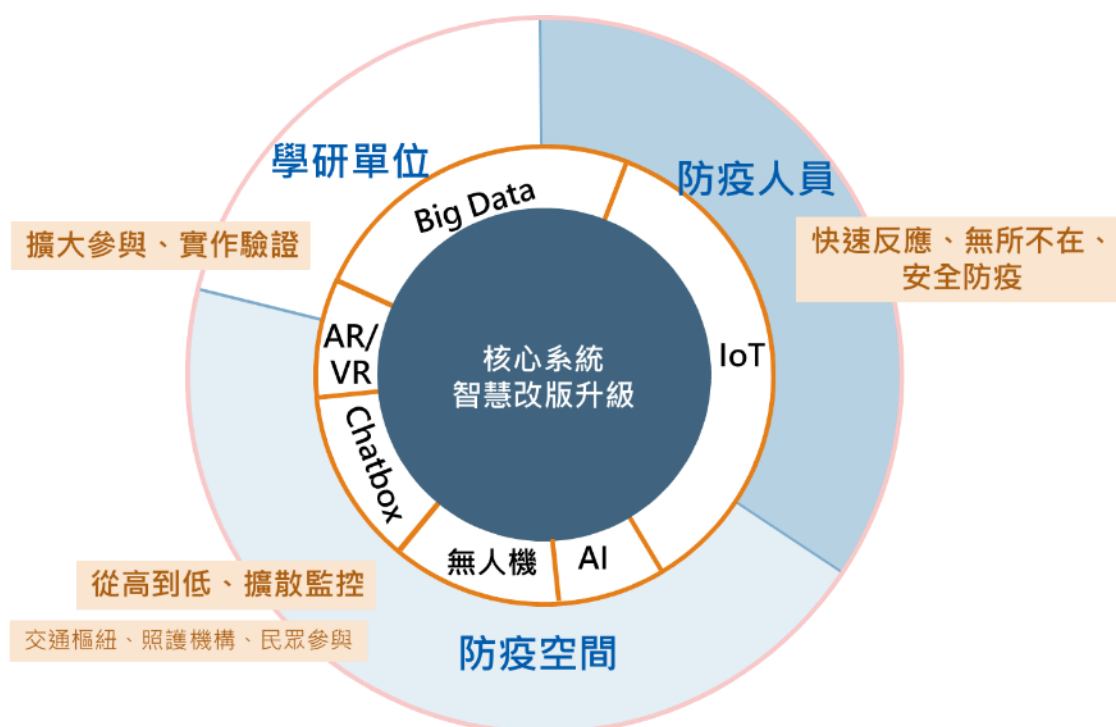 學研單位
防疫人員
Big Data
擴大參與、實作驗證
快速反應、無所不在、
安全防疫
AR/
VR
核心系統
智慧改版升級
IoT
Chatbox
無人機
AI
從高到低、擴散監控
交通樞紐、照護機構、民眾參與
防疫空間